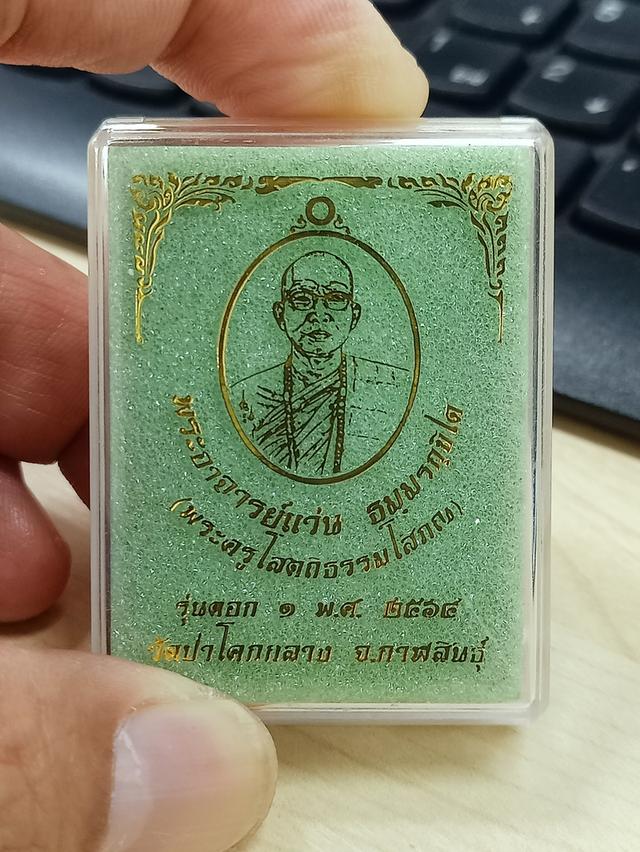 พระอาจารย์แว่น ธมฺมรกฺขิโต
(พระครูโสตถิธรรมโสภณ)
รุ่นดอก ๑ พ.ศ. ๒๕๖๔
วัดป่าโคกกลาง จ.กาฬสินธุ์